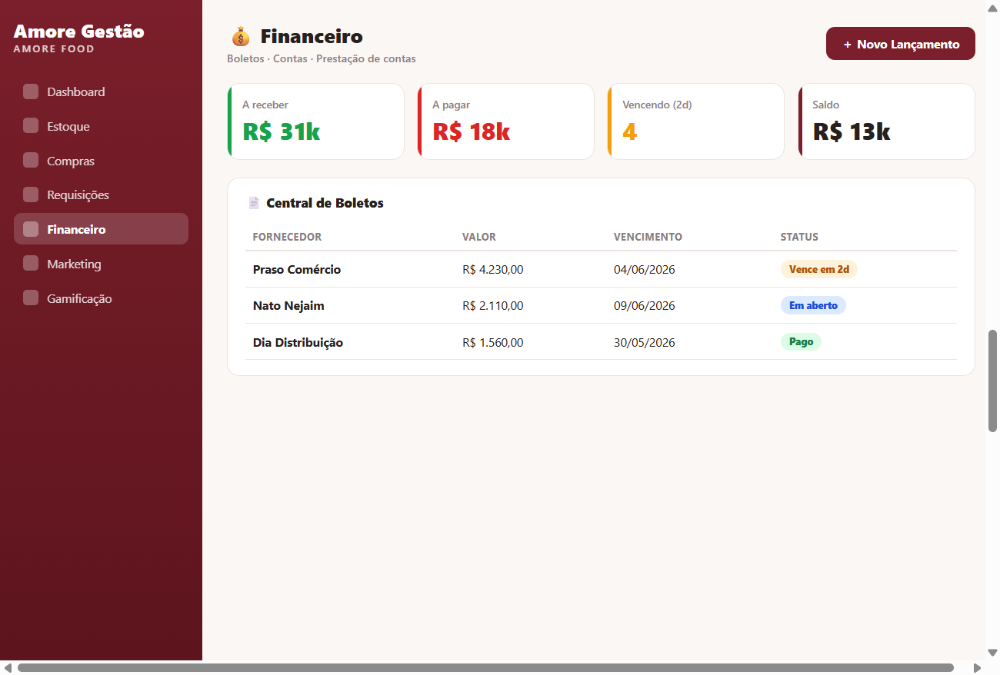 Amore Gestão
AMORE FOOD
Dashboard
Estoque
Compras
Requisições
Financeiro
Marketing
Gamificação
Financeiro
Boletos · Contas · Prestação de contas
+ Novo Lançamento
A receber
R$ 31k
A pagar
R$ 18k
Vencendo (2d)
4
Saldo
R$ 13k
Central de Boletos
FORNECEDOR VALOR VENCIMENTO STATUS
Praso Comércio R$ 4.230,00 04/06/2026 Vence em 2d
Nato Nejaim R$ 2.110,00 09/06/2026 Em aberto
Dia Distribuição R$ 1.560,00 30/05/2026 Pago